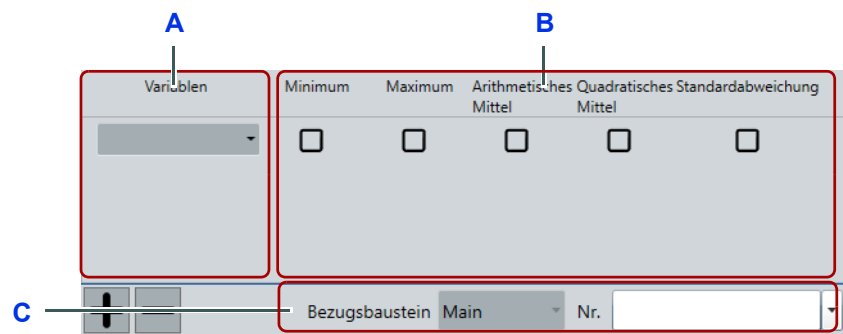 A B
Variablen Minimum Maximum Arithmetisches Quadratisches Standardabweichung
Mittel Mittel
C Bezugsbaustein Main Nr.